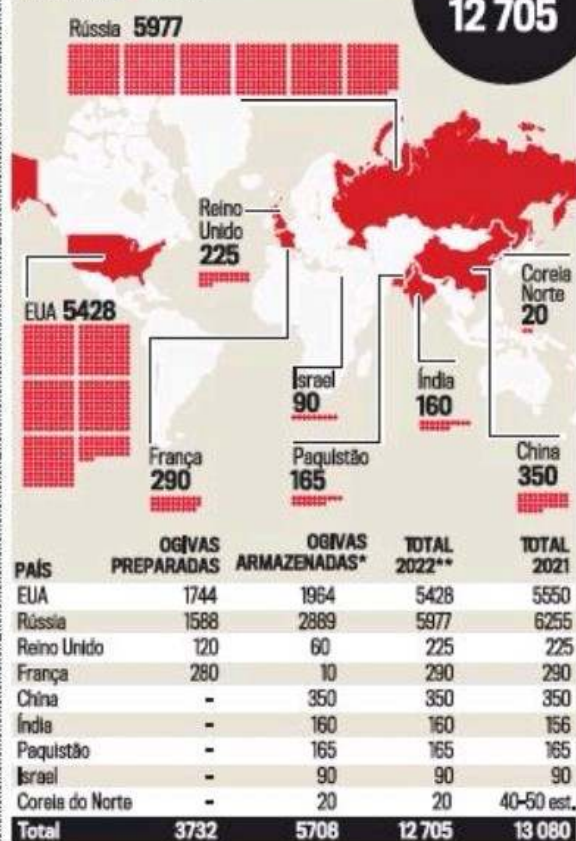 12 705
Rússia 5977
Reino
Unido
225
Coreia
Norte
20
EUA 5428
Israel
90
Índia
160
França
290
Paquistão
165
China
350
PAÍS
OGIVAS PREPARADAS
OGIVAS ARMAZENADAS*
TOTAL 2022**
TOTAL 2021
EUA 1744 1964 5428 5550
Rússia 1588 2889 5977 6255
Reino Unido 120 60 225 225
França 280 10 290 290
China - 350 350 350
Índia - 160 160 156
Paquistão - 165 165 165
Israel - 90 90 90
Coreia do Norte - 20 20 40-50 est.
Total 3732 5708 12 705 13 080